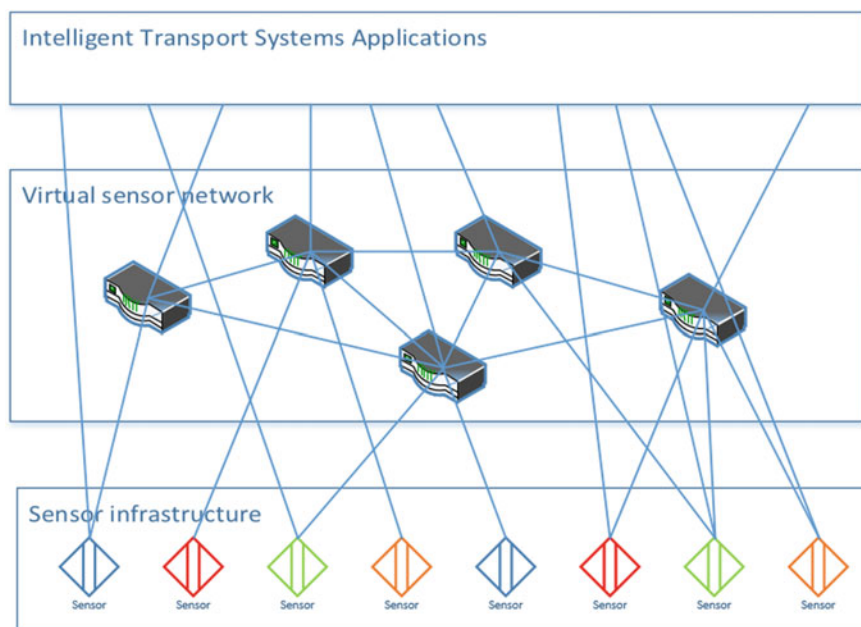 Intelligent Transport Systems Applications
Virtual sensor network
Sensor infrastructure
Sensor Sensor Sensor Sensor Sensor Sensor Sensor Sensor